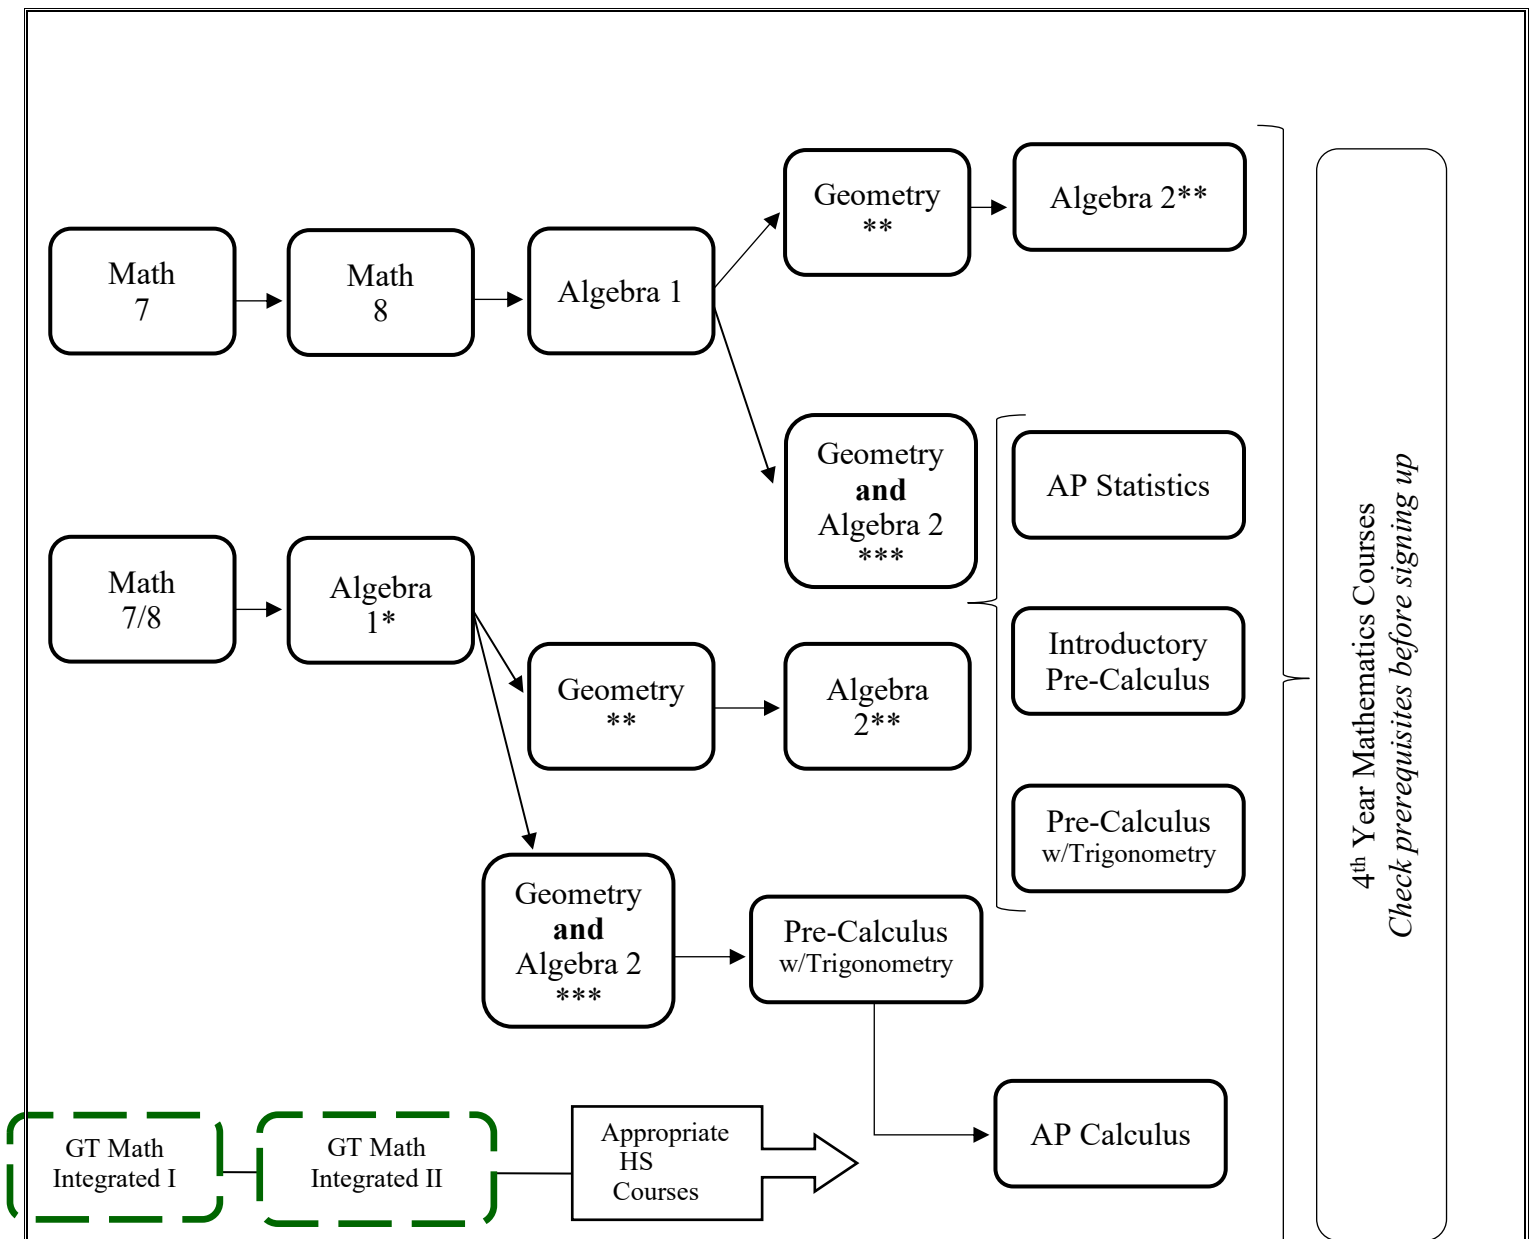 Geometry
**
Algebra 2**
Math
7
Math
8
Algebra 1
Geometry
and
Algebra 2
***
AP Statistics
Math
7/8
Algebra
1*
Introductory
Pre-Calculus
Geometry
**
Algebra
2**
Pre-Calculus
w/Trigonometry
Geometry
and
Algebra 2
***
Pre-Calculus
w/Trigonometry
GT Math
Integrated I
GT Math
Integrated II
Appropriate
HS
Courses
AP Calculus
4th Year Mathematics Courses
Check prerequisites before signing up